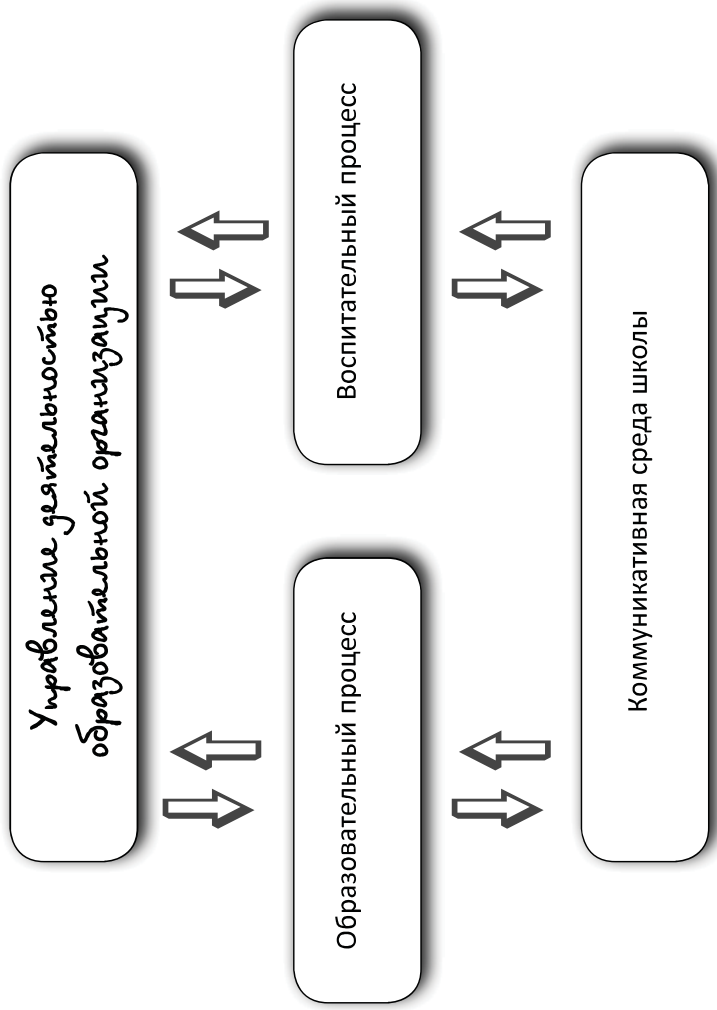 Управление деятельностью
образовательной организации
Образовательный процесс
Воспитательный процесс
Коммуникативная среда школы